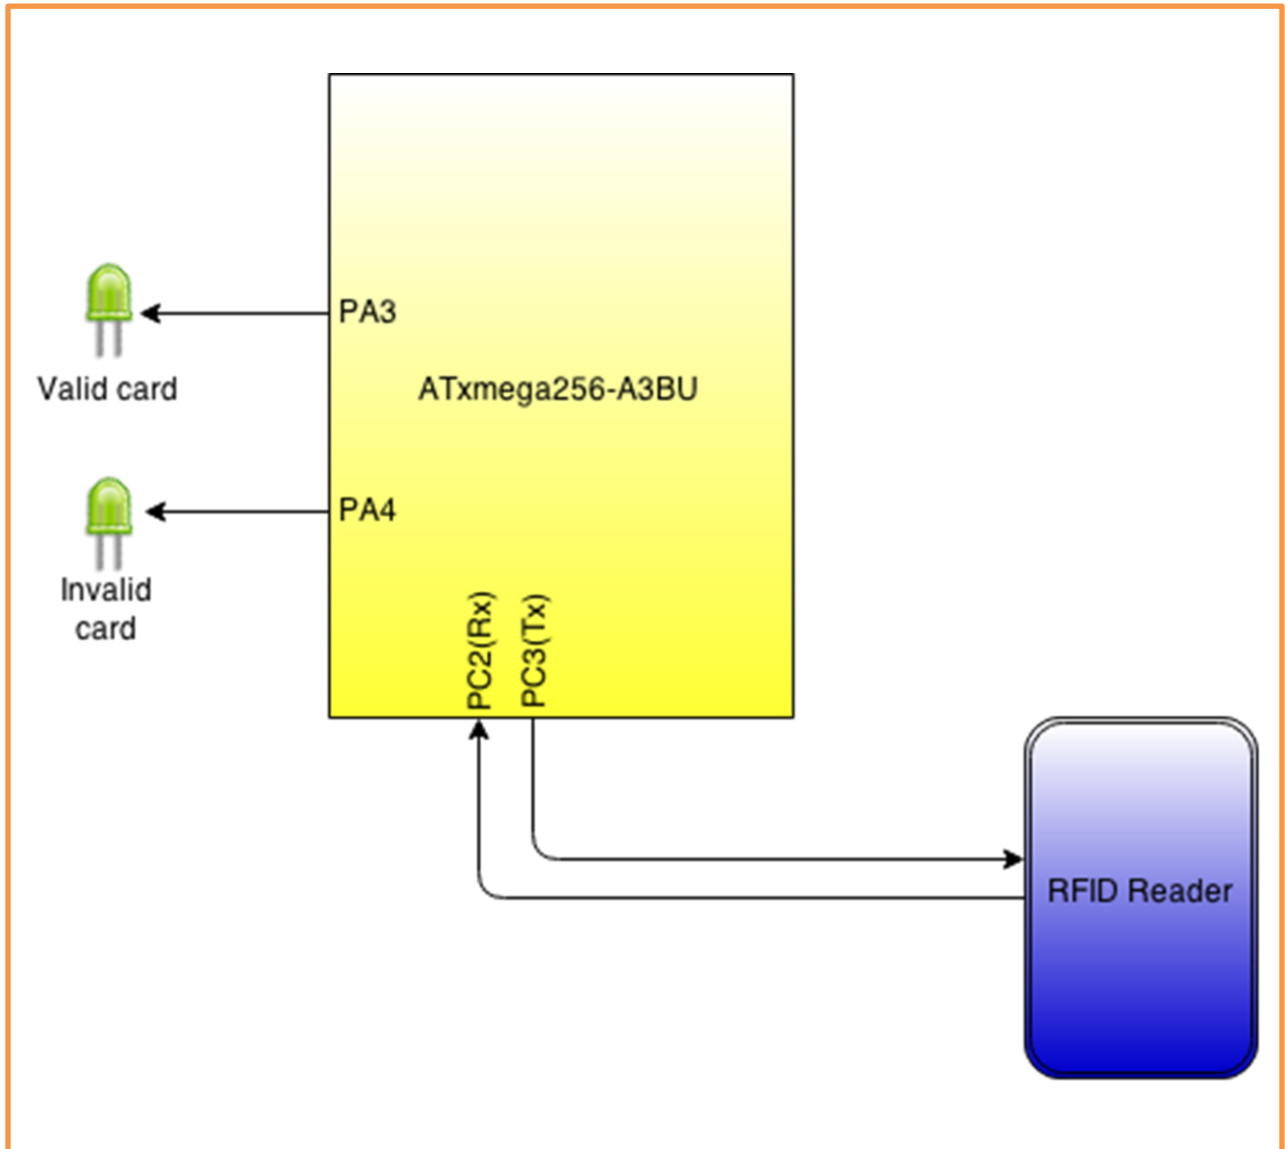 PA3
ATxmega256-A3BU
Valid card
PA4
Invalid
card
PC2(Rx)
PC3(Tx)
RFID Reader